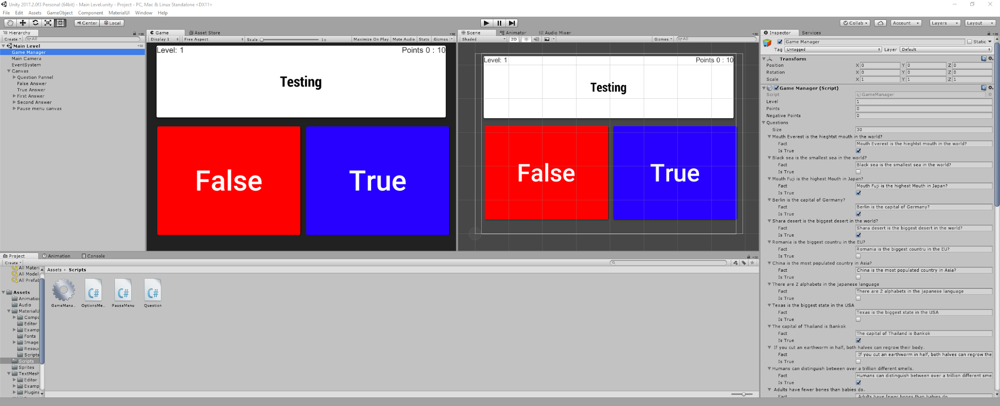 Unity 2017.2.0f3 Personal (64bit) - Main Level.unity - Project - PC, Mac & Linux Standalone <DX11>
File Edit Assets GameObject Component MaterialUI Window Help
Center Local
Collab Account Layers Layout
Hierarchy
Create All
Main Level
Game Manager
Main Camera
EventSystem
Canvas
Question Pannel
False Answer
True Answer
First Answer
Second Answer
Pause menu canvas
Game Asset Store
Display 1 Free Aspect Scale 1x Maximize On Play Mute Audio Stats Gizmos
Level: 1 Points 0 : 10
Testing
False True
Scene Animator Audio Mixer
Shaded 2D Gizmos All
Level: 1 Points 0 : 10
Testing
False True
Project Animation Console
Create
All Materi
All Model
All Prefat
Assets
Animation
Audio
MaterialU
Compo
Editor
Examp
Fonts
Image
Resour
Scripts
Scripts
Sprites
TextMesh
Editor
Examp
Plugins
Assets Scripts
GameMana... OptionsMe... PauseMenu Question
C# C# C#
Inspector Services
Game Manager Static
Tag Untagged Layer Default
Transform
Position X 0 Y 0 Z 0
Rotation X 0 Y 0 Z 0
Scale X 1 Y 1 Z 1
Game Manager (Script)
Script GameManager
Level 1
Points 0
Negative Points 0
Questions
Size 30
Mouth Everest is the hieghtst mouth in the world?
Fact Mouth Everest is the hieghtst mouth in the world?
Is True
Black sea is the smallest sea in the world?
Fact Black sea is the smallest sea in the world?
Is True
Mouth Fuji is the highest Mouth in Japan?
Fact Mouth Fuji is the highest Mouth in Japan?
Is True
Berlin is the capital of Germany?
Fact Berlin is the capital of Germany?
Is True
Shara desert is the biggest desert in the world?
Fact Shara desert is the biggest desert in the world?
Is True
Romania is the biggest countru in the EU?
Fact Romania is the biggest countru in the EU?
Is True
China is the most populated country in Asia?
Fact China is the most populated country in Asia?
Is True
There are 2 alphabets in the japanese language
Fact There are 2 alphabets in the japanese language
Is True
Texas is the biggest state in the USA
Fact Texas is the biggest state in the USA
Is True
The capital of Thailand is Bankok
Fact The capital of Thailand is Bankok
Is True
If you cut an earthworm in half, both halves can regrow their body.
Fact If you cut an earthworm in half, both halves can regrow the
Is True
Humans can distinguish between over a trillion different smells.
Fact Humans can distinguish between over a trillion different sme
Is True
Adults have fewer bones than babies do.
Fact Adults have fewer bones than babies do